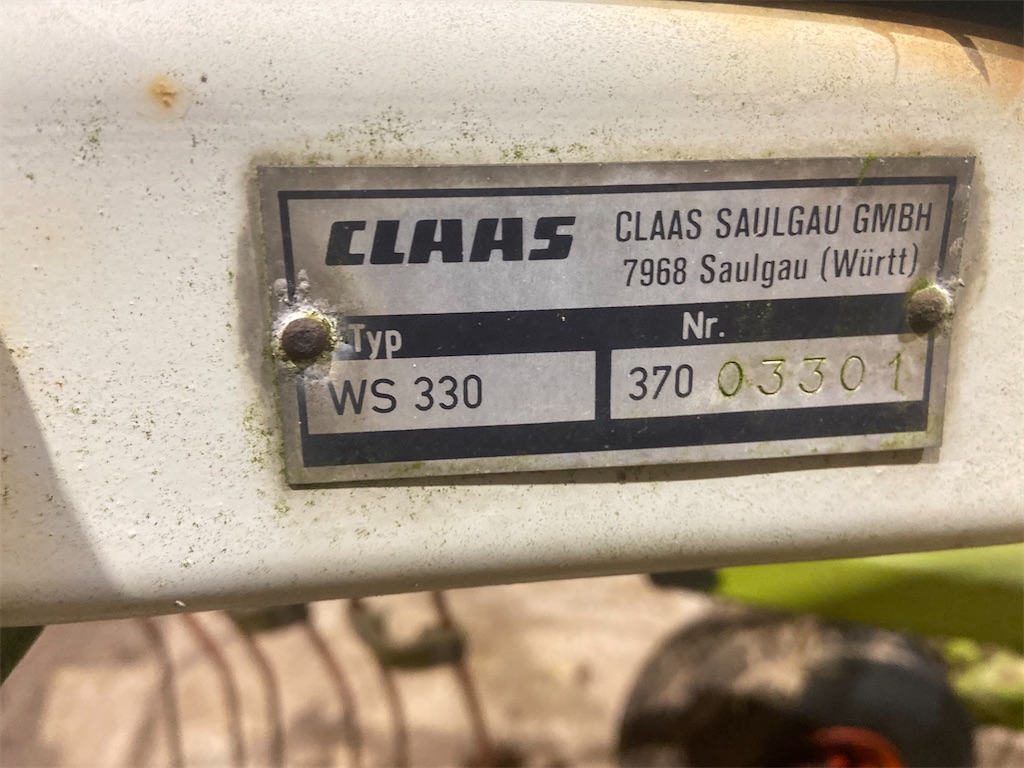 CLAAS
CLAAS SAULGAU GMBH
7968 Saulgau (Württ)
Typ
Nr.
WS 330
370 03301